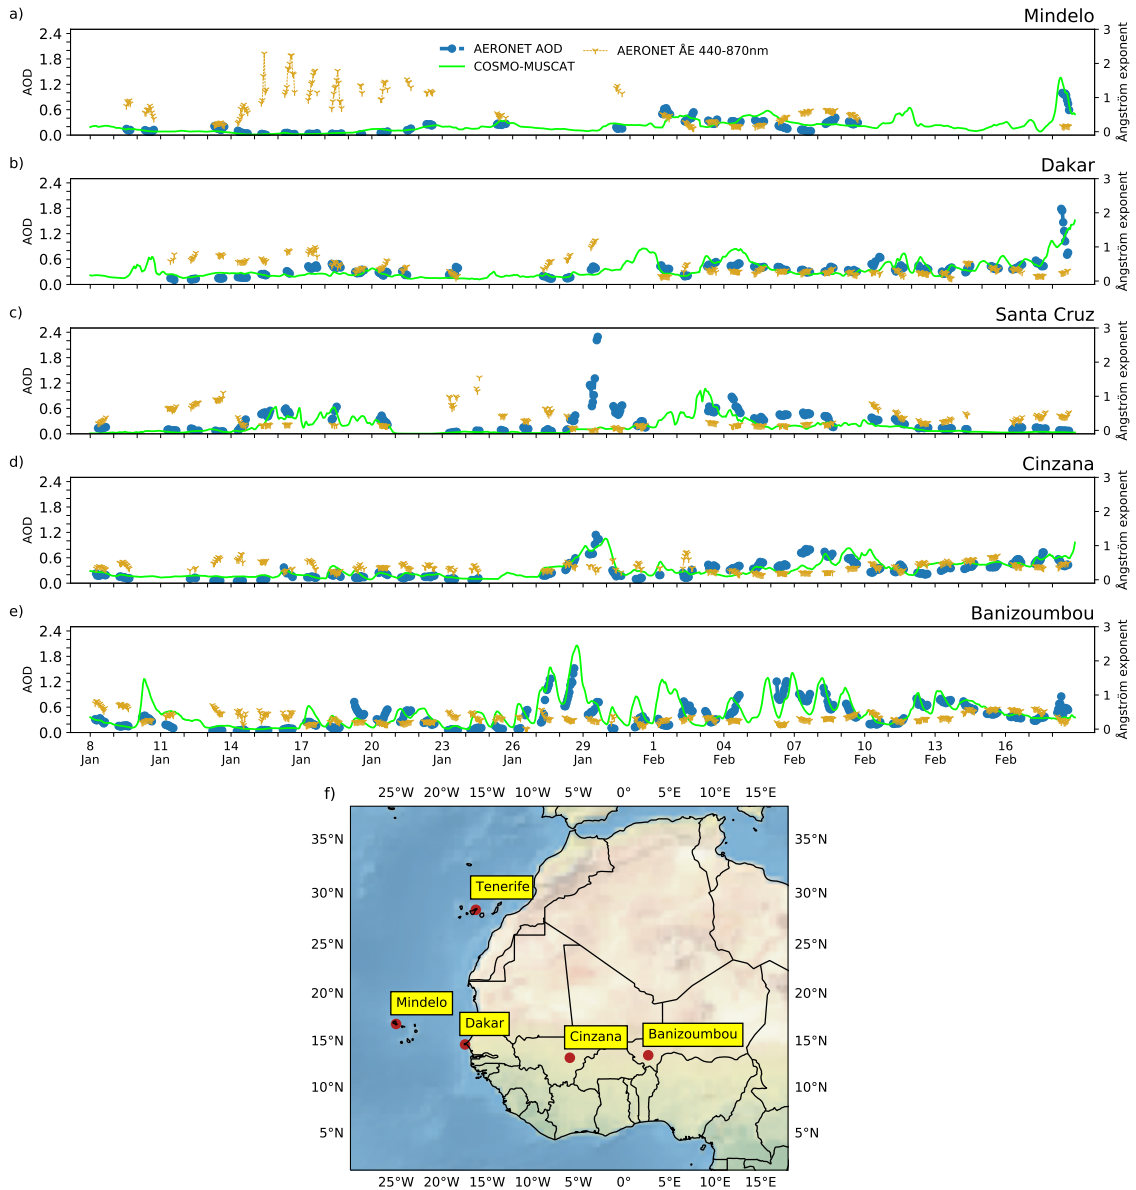 a)
Mindelo
AERONET AOD
AERONET ÅE 440-870nm
COSMO-MUSCAT
2.4
1.8
1.2
0.6
0.0
AOD
3
2
1
0
Ångström exponent
b)
Dakar
2.4
1.8
1.2
0.6
0.0
AOD
3
2
1
0
Ångström exponent
c)
Santa Cruz
2.4
1.8
1.2
0.6
0.0
AOD
3
2
1
0
Ångström exponent
d)
Cinzana
2.4
1.8
1.2
0.6
0.0
AOD
3
2
1
0
Ångström exponent
e)
Banizoumbou
2.4
1.8
1.2
0.6
0.0
AOD
3
2
1
0
Ångström exponent
8 11 14 17 20 23 26 29 1 04 07 10 13 16
Jan Jan Jan Jan Jan Jan Jan Jan Feb Feb Feb Feb Feb Feb
f)
25°W 20°W 15°W 10°W 5°W 0° 5°E 10°E 15°E
35°N 35°N
30°N 30°N
25°N 25°N
20°N 20°N
15°N 15°N
10°N 10°N
5°N 5°N
Tenerife
Mindelo
Dakar
Cinzana
Banizoumbou
25°W 20°W 15°W 10°W 5°W 0° 5°E 10°E 15°E